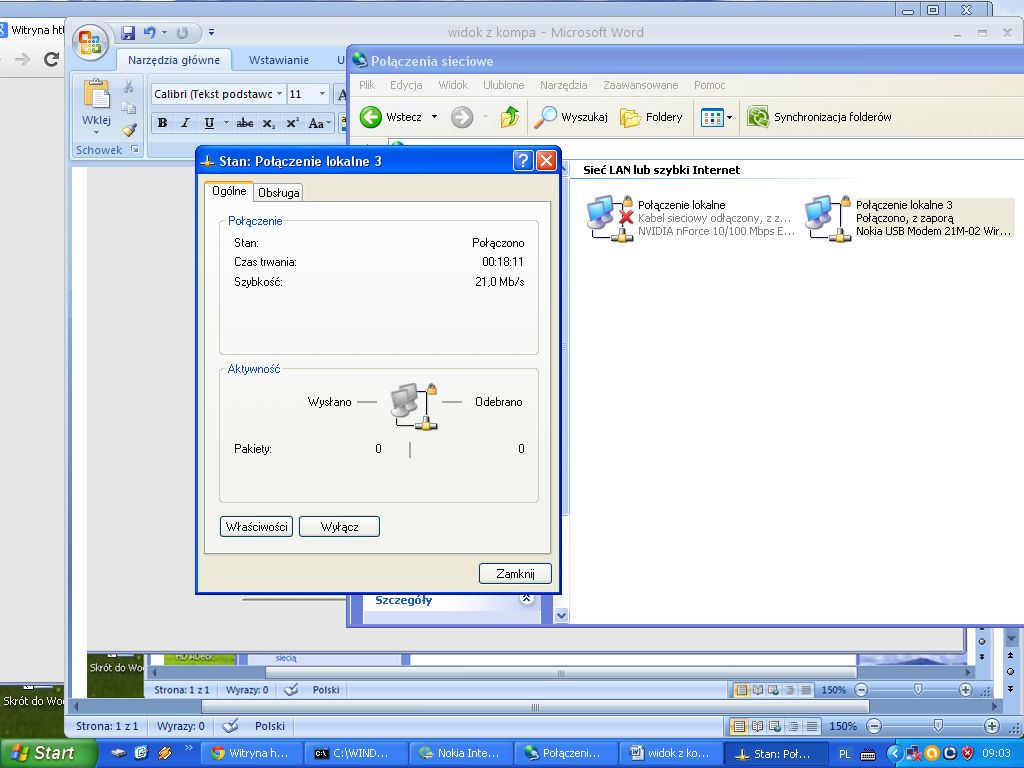 Witryna ht
widok z kompa - Microsoft Word
Narzędzia główne
Wstawianie
U
Wklej
Schowek
Calibri (Tekst podstawc
11
A
B I U abc X₂ X² Aa
Połączenia sieciowe
Plik Edycja Widok Ulubione Narzędzia Zaawansowane Pomoc
Wstecz
Wyszukaj
Foldery
Synchronizacja folderów
Stan: Połączenie lokalne 3
Ogólne
Obsługa
Połączenie
Stan: Połączono
Czas trwania: 00:18:11
Szybkość: 21,0 Mb/s
Aktywność
Wysłano — — Odebrano
Pakiety: 0 | 0
Właściwości
Wyłącz
Zamknij
Sieć LAN lub szybki Internet
Połączenie lokalne
Kabel sieciowy odłączony, z z...
NVIDIA nForce 10/100 Mbps E...
Połączenie lokalne 3
Połączono, z zaporą
Nokia USB Modem 21M-02 Wir...
Szczegóły
Skrót do Wo
siecią
Strona: 1 z 1 Wyrazy: 0 Polski 150%
Skrót do Wo
Strona: 1 z 1 Wyrazy: 0 Polski 150%
Start
Witryna h...
C:\WIND...
Nokia Inte...
Połączeni...
widok z ko...
Stan: Poł...
PL
09:03